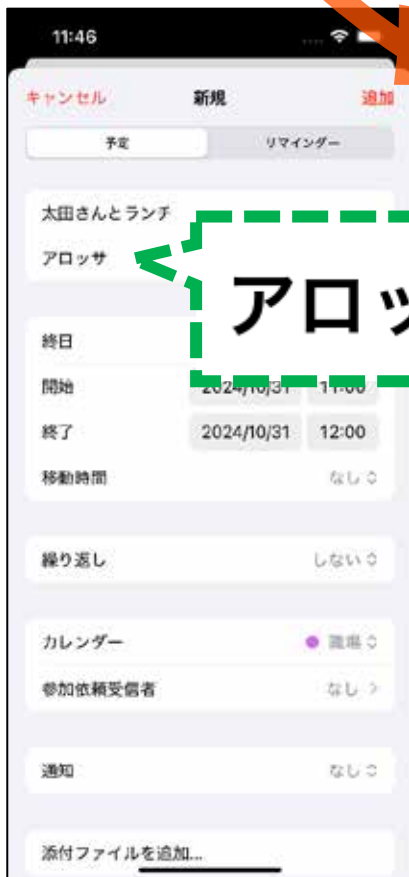 11:46
キャンセル 新規 追加
予定 リマインダー
太田さんとランチ
アロッサ
アロッ
終日
開始 2024/10/31 11:00
終了 2024/10/31 12:00
移動時間 なし
繰り返し しない
カレンダー 職場
参加依頼受信者 なし
通知 なし
添付ファイルを追加...